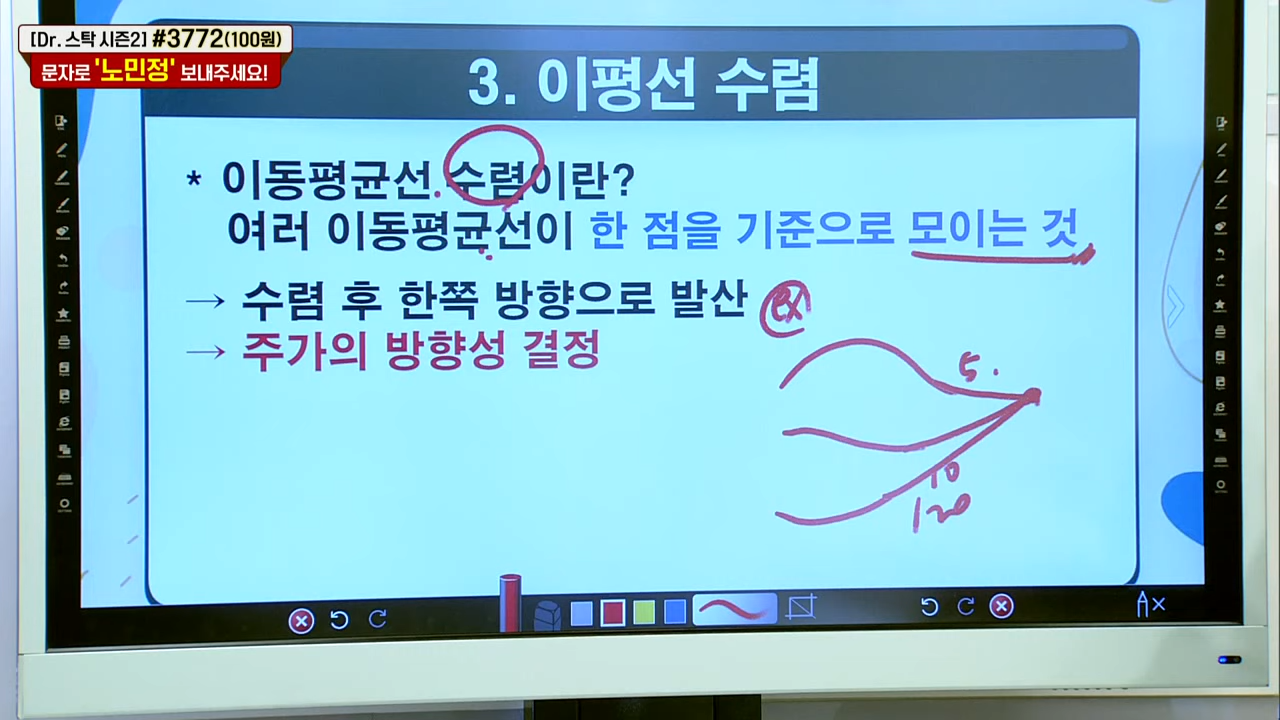 [Dr. 스탁 시즌2] #3772(100원)
문자로 '노민정' 보내주세요!
3. 이평선 수렴
* 이동평균선 수렴이란?
여러 이동평균선이 한 점을 기준으로 모이는 것
→ 수렴 후 한쪽 방향으로 발산 ex
→ 주가의 방향성 결정
5.
10
120